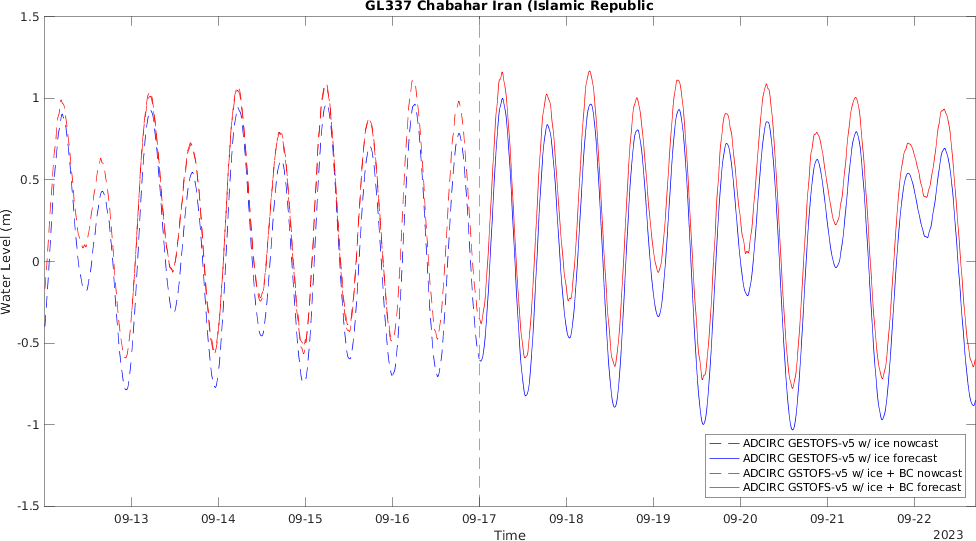 GL337 Chabahar Iran (Islamic Republic
1.5
1
0.5
0
-0.5
-1
-1.5
Water Level (m)
ADCIRC GESTOFS-v5 w/ ice nowcast
ADCIRC GESTOFS-v5 w/ ice forecast
ADCIRC GSTOFS-v5 w/ ice + BC nowcast
ADCIRC GSTOFS-v5 w/ ice + BC forecast
09-13 09-14 09-15 09-16 09-17 09-18 09-19 09-20 09-21 09-22
Time
2023